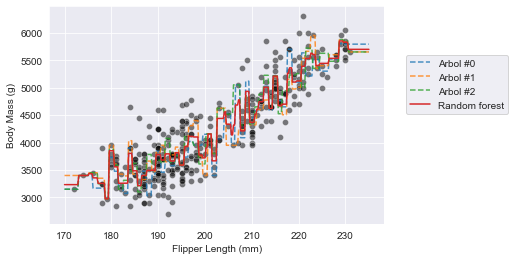 6000
5500
5000
4500
4000
3500
3000
Body Mass (g)
170 180 190 200 210 220 230
Flipper Length (mm)
Arbol #0
Arbol #1
Arbol #2
Random forest